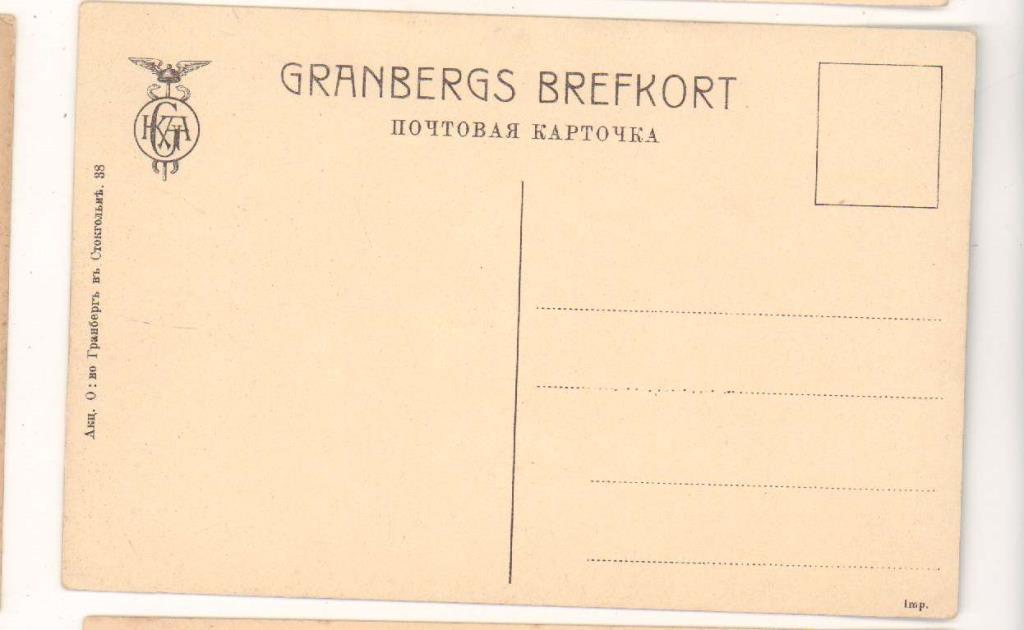 GRANBERGS BREFKORT
ПОЧТОВАЯ КАРТОЧКА
Акц. О:во Гранбергъ въ Стокгольмѣ. 38
Imp.